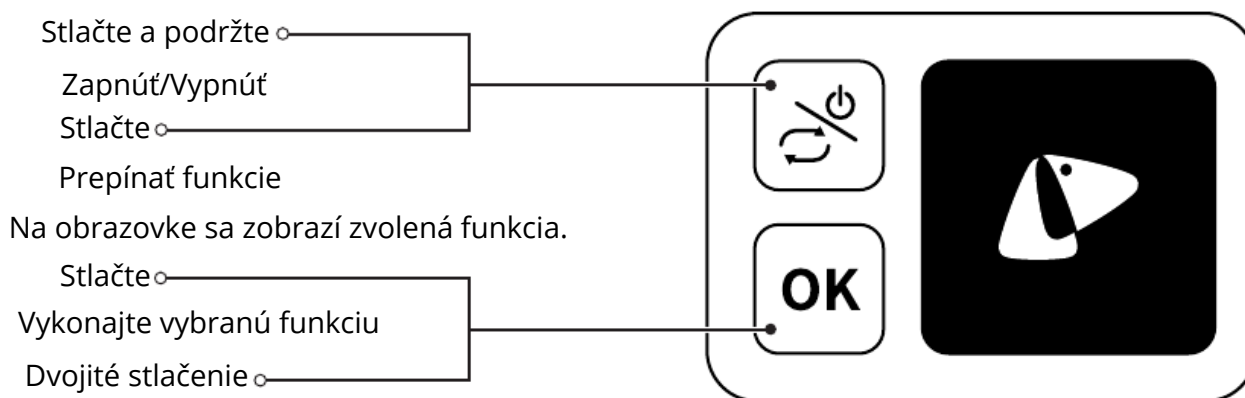 Stlačte a podržte
Zapnúť/Vypnúť
Stlačte
Prepínať funkcie
Na obrazovke sa zobrazí zvolená funkcia.
Stlačte
Vykonajte vybranú funkciu
Dvojité stlačenie
OK